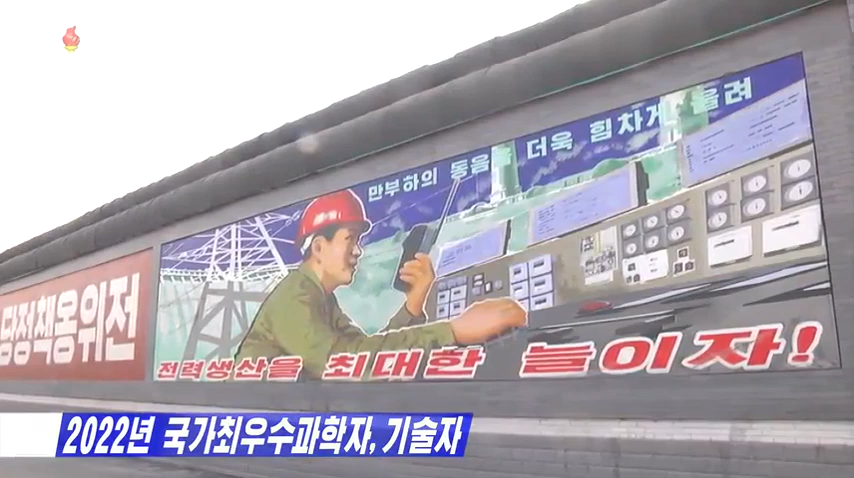 만부하의 동음을 더욱 힘차게 울려
당정책옹위전
전력생산을 최대한 늘이자!
2022년 국가최우수과학자, 기술자